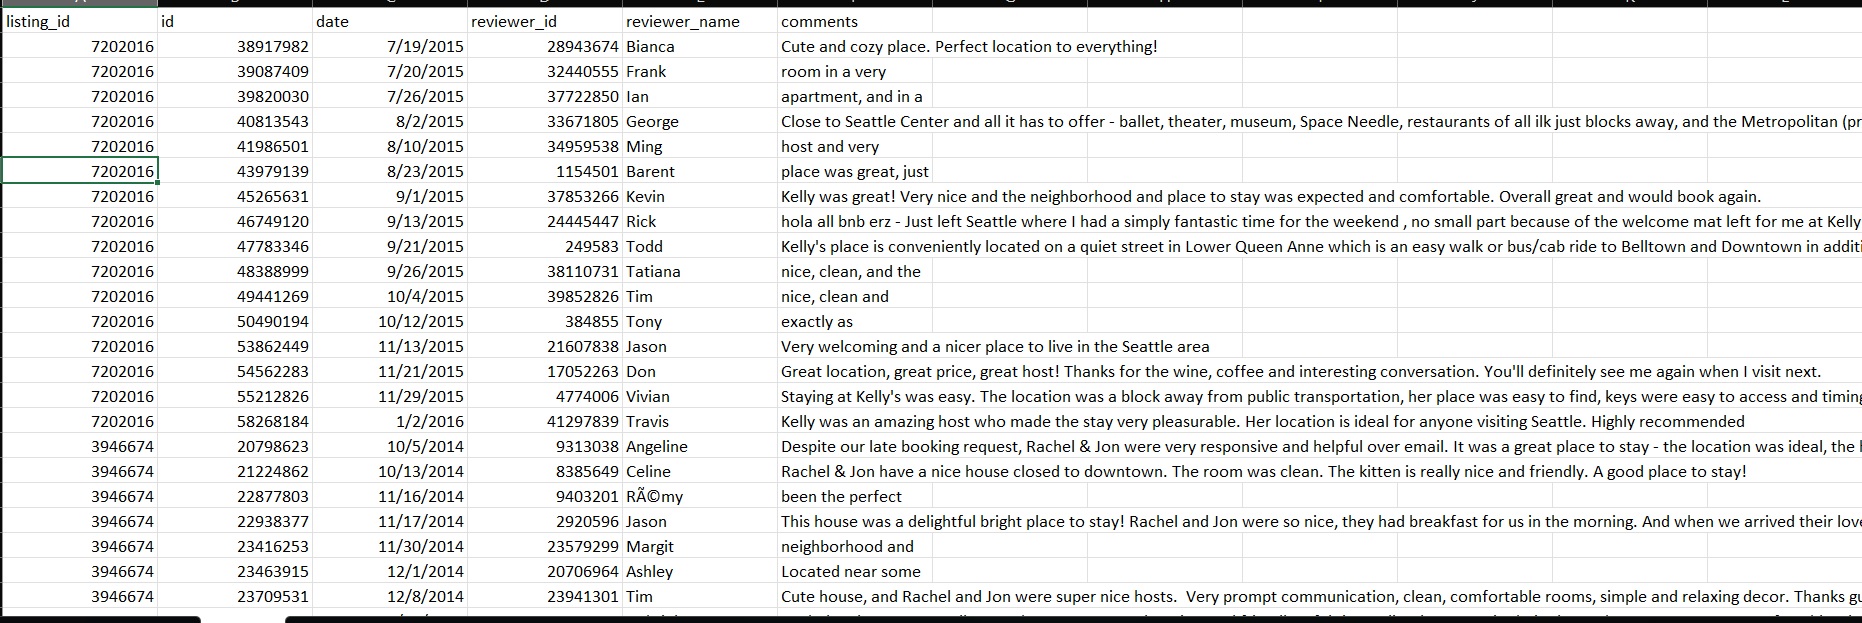 listing_id id date reviewer_id reviewer_name comments
7202016 38917982 7/19/2015 28943674 Bianca Cute and cozy place. Perfect location to everything!
7202016 39087409 7/20/2015 32440555 Frank room in a very
7202016 39820030 7/26/2015 37722850 Ian apartment, and in a
7202016 40813543 8/2/2015 33671805 George Close to Seattle Center and all it has to offer - ballet, theater, museum, Space Needle, restaurants of all ilk just blocks away, and the Metropolitan (pr
7202016 41986501 8/10/2015 34959538 Ming host and very
7202016 43979139 8/23/2015 1154501 Barent place was great, just
7202016 45265631 9/1/2015 37853266 Kevin Kelly was great! Very nice and the neighborhood and place to stay was expected and comfortable. Overall great and would book again.
7202016 46749120 9/13/2015 24445447 Rick hola all bnb erz - Just left Seattle where I had a simply fantastic time for the weekend , no small part because of the welcome mat left for me at Kelly
7202016 47783346 9/21/2015 249583 Todd Kelly's place is conveniently located on a quiet street in Lower Queen Anne which is an easy walk or bus/cab ride to Belltown and Downtown in additi
7202016 48388999 9/26/2015 38110731 Tatiana nice, clean, and the
7202016 49441269 10/4/2015 39852826 Tim nice, clean and
7202016 50490194 10/12/2015 384855 Tony exactly as
7202016 53862449 11/13/2015 21607838 Jason Very welcoming and a nicer place to live in the Seattle area
7202016 54562283 11/21/2015 17052263 Don Great location, great price, great host! Thanks for the wine, coffee and interesting conversation. You'll definitely see me again when I visit next.
7202016 55212826 11/29/2015 4774006 Vivian Staying at Kelly's was easy. The location was a block away from public transportation, her place was easy to find, keys were easy to access and timing
7202016 58268184 1/2/2016 41297839 Travis Kelly was an amazing host who made the stay very pleasurable. Her location is ideal for anyone visiting Seattle. Highly recommended
3946674 20798623 10/5/2014 9313038 Angeline Despite our late booking request, Rachel & Jon were very responsive and helpful over email. It was a great place to stay - the location was ideal, the
3946674 21224862 10/13/2014 8385649 Celine Rachel & Jon have a nice house closed to downtown. The room was clean. The kitten is really nice and friendly. A good place to stay!
3946674 22877803 11/16/2014 9403201 RÃ©my been the perfect
3946674 22938377 11/17/2014 2920596 Jason This house was a delightful bright place to stay! Rachel and Jon were so nice, they had breakfast for us in the morning. And when we arrived their love
3946674 23416253 11/30/2014 23579299 Margit neighborhood and
3946674 23463915 12/1/2014 20706964 Ashley Located near some
3946674 23709531 12/8/2014 23941301 Tim Cute house, and Rachel and Jon were super nice hosts.  Very prompt communication, clean, comfortable rooms, simple and relaxing decor. Thanks gu